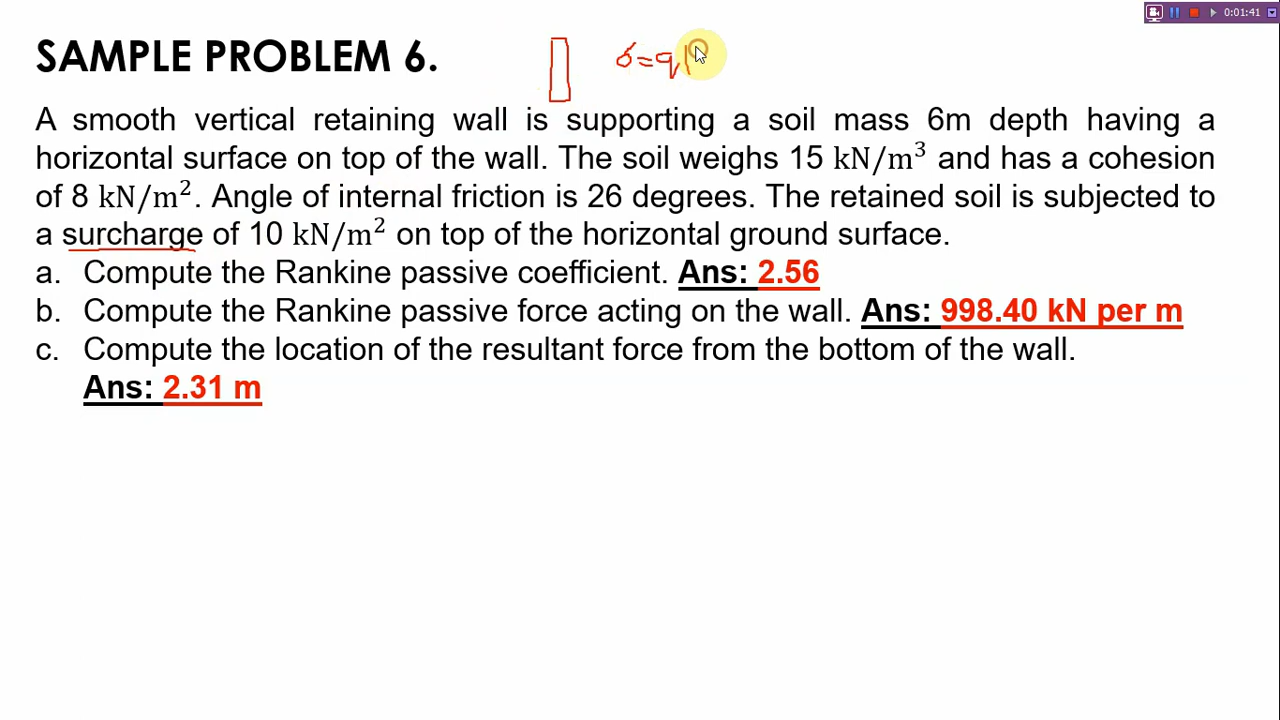 0:01:41
SAMPLE PROBLEM 6.
σ=q
A smooth vertical retaining wall is supporting a soil mass 6m depth having a
horizontal surface on top of the wall. The soil weighs 15 kN/m³ and has a cohesion
of 8 kN/m². Angle of internal friction is 26 degrees. The retained soil is subjected to
a surcharge of 10 kN/m² on top of the horizontal ground surface.
a. Compute the Rankine passive coefficient. Ans: 2.56
b. Compute the Rankine passive force acting on the wall. Ans: 998.40 kN per m
c. Compute the location of the resultant force from the bottom of the wall.
Ans: 2.31 m